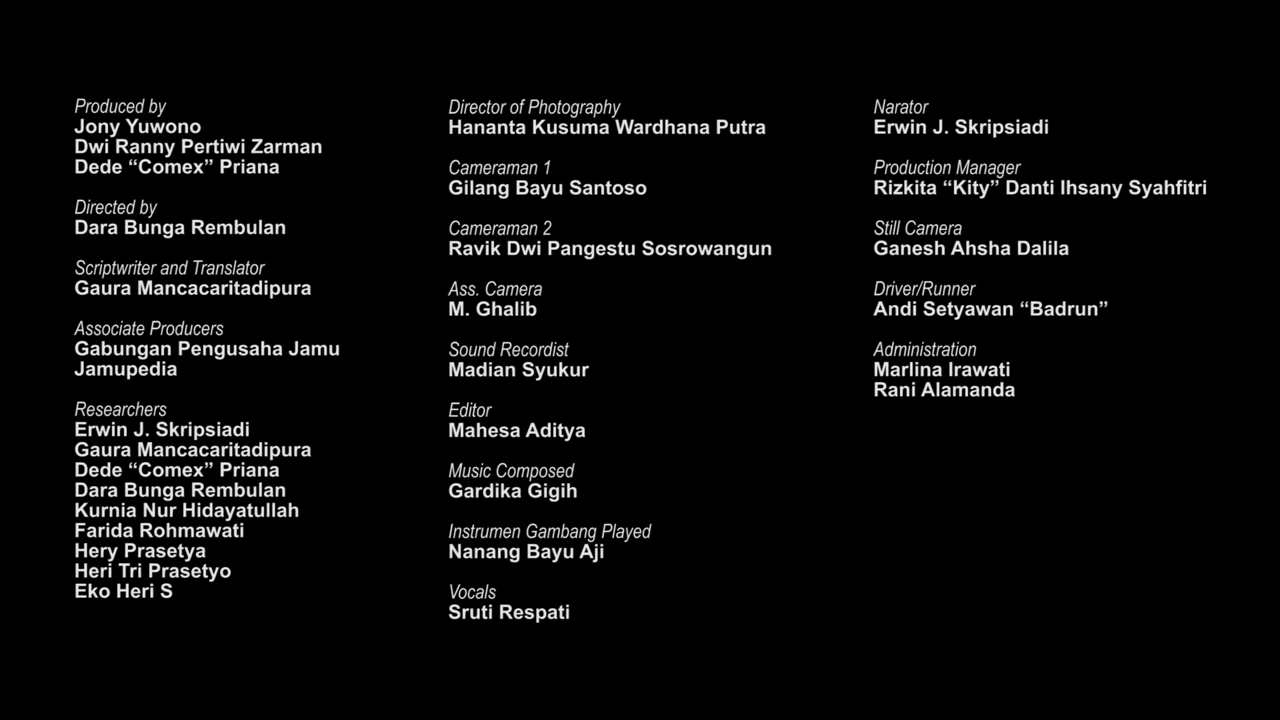 Produced by
Jony Yuwono
Dwi Ranny Pertiwi Zarman
Dede “Comex” Priana
Directed by
Dara Bunga Rembulan
Scriptwriter and Translator
Gaura Mancacaritadipura
Associate Producers
Gabungan Pengusaha Jamu
Jamupedia
Researchers
Erwin J. Skripsiadi
Gaura Mancacaritadipura
Dede “Comex” Priana
Dara Bunga Rembulan
Kurnia Nur Hidayatullah
Farida Rohmawati
Hery Prasetya
Heri Tri Prasetyo
Eko Heri S
Director of Photography
Hananta Kusuma Wardhana Putra
Cameraman 1
Gilang Bayu Santoso
Cameraman 2
Ravik Dwi Pangestu Sosrowangun
Ass. Camera
M. Ghalib
Sound Recordist
Madian Syukur
Editor
Mahesa Aditya
Music Composed
Gardika Gigih
Instrumen Gambang Played
Nanang Bayu Aji
Vocals
Sruti Respati
Narator
Erwin J. Skripsiadi
Production Manager
Rizkita “Kity” Danti Ihsany Syahfitri
Still Camera
Ganesh Ahsha Dalila
Driver/Runner
Andi Setyawan “Badrun”
Administration
Marlina Irawati
Rani Alamanda